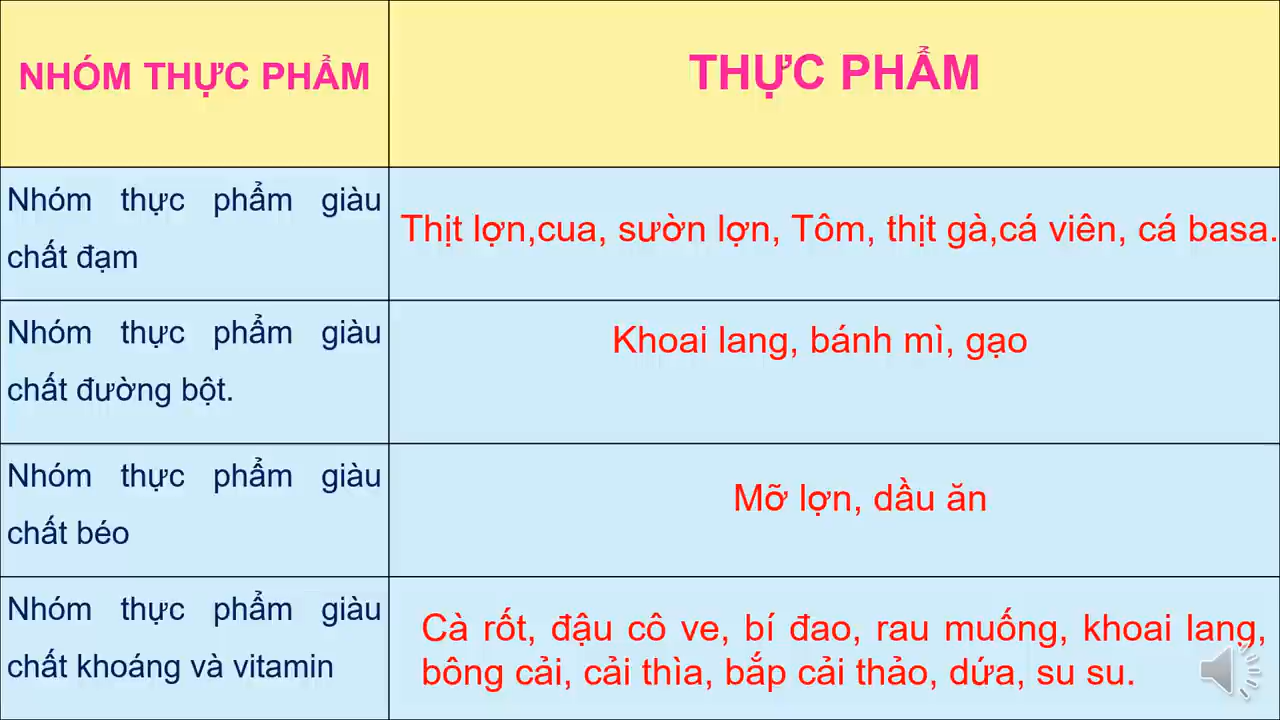 NHÓM THỰC PHẨM
THỰC PHẨM
Nhóm thực phẩm giàu
chất đạm
Thịt lợn,cua, sườn lợn, Tôm, thịt gà,cá viên, cá basa.
Nhóm thực phẩm giàu
chất đường bột.
Khoai lang, bánh mì, gạo
Nhóm thực phẩm giàu
chất béo
Mỡ lợn, dầu ăn
Nhóm thực phẩm giàu
chất khoáng và vitamin
Cà rốt, đậu cô ve, bí đao, rau muống, khoai lang,
bông cải, cải thìa, bắp cải thảo, dứa, su su.